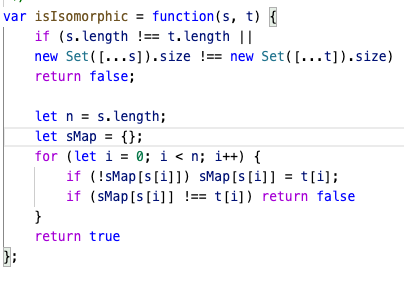 var isIsomorphic = function(s, t) {
    if (s.length !== t.length ||
    new Set([...s]).size !== new Set([...t]).size)
    return false;

    let n = s.length;
    let sMap = {};
    for (let i = 0; i < n; i++) {
        if (!sMap[s[i]]) sMap[s[i]] = t[i];
        if (sMap[s[i]] !== t[i]) return false
    }
    return true
};